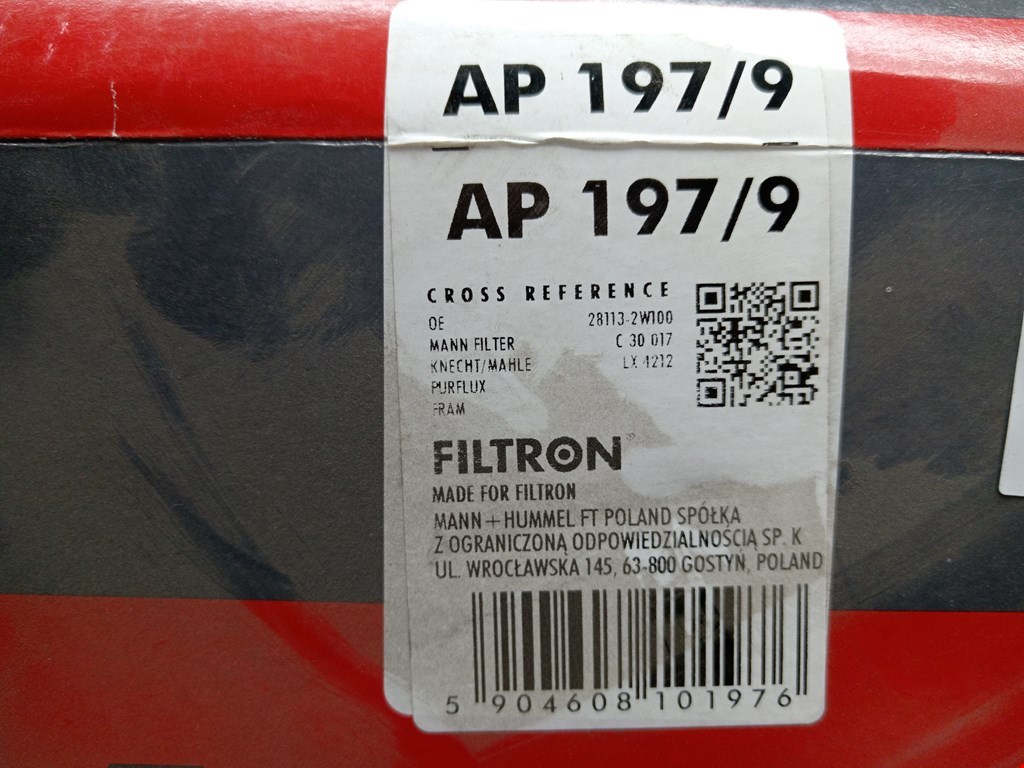 AP 197/9
AP 197/9
CROSS REFERENCE
OE 28113-2W100
MANN FILTER C 30 017
KNECHT/MAHLE LX 4212
PURFLUX
FRAM
FILTRON
MADE FOR FILTRON
MANN+HUMMEL FT POLAND SPÓŁKA
Z OGRANICZONĄ ODPOWIEDZIALNOŚCIĄ SP. K
UL. WROCŁAWSKA 145, 63-800 GOSTYŃ, POLAND
5 904608 101976